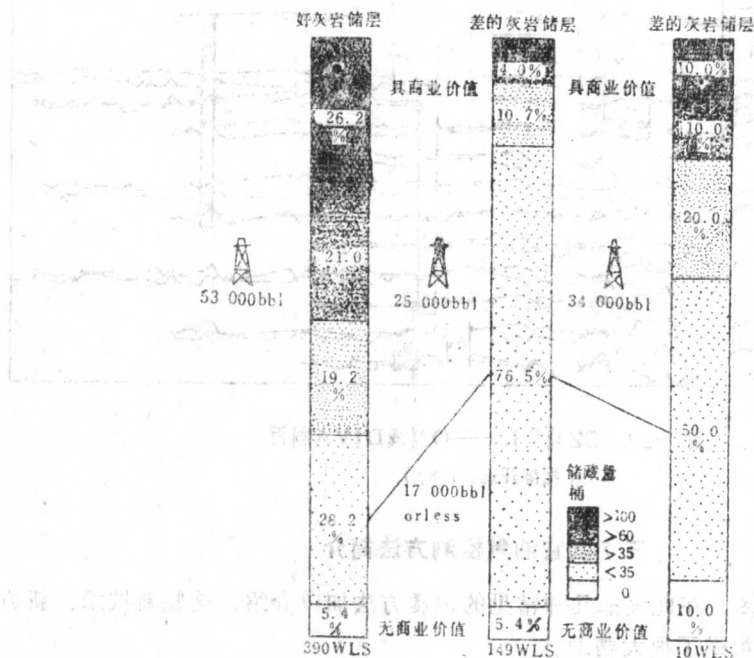 好灰岩储层
差的灰岩储层
差的灰岩储层
具商业价值
具商业价值
4.0%
10.0%
26.2
%
10.7%
10.0
%
21.0
%
20.0
%
53 000bbl
25 000bbl
34 000bbl
19.2
%
76.5%
50.0
%
17 000bbl
orless
28.2
%
储藏量
桶
>100
>60
>35
<35
0
5.4
%
无商业价值
5.4%
无商业价值
10.0
%
390WLS
149WLS
10WLS